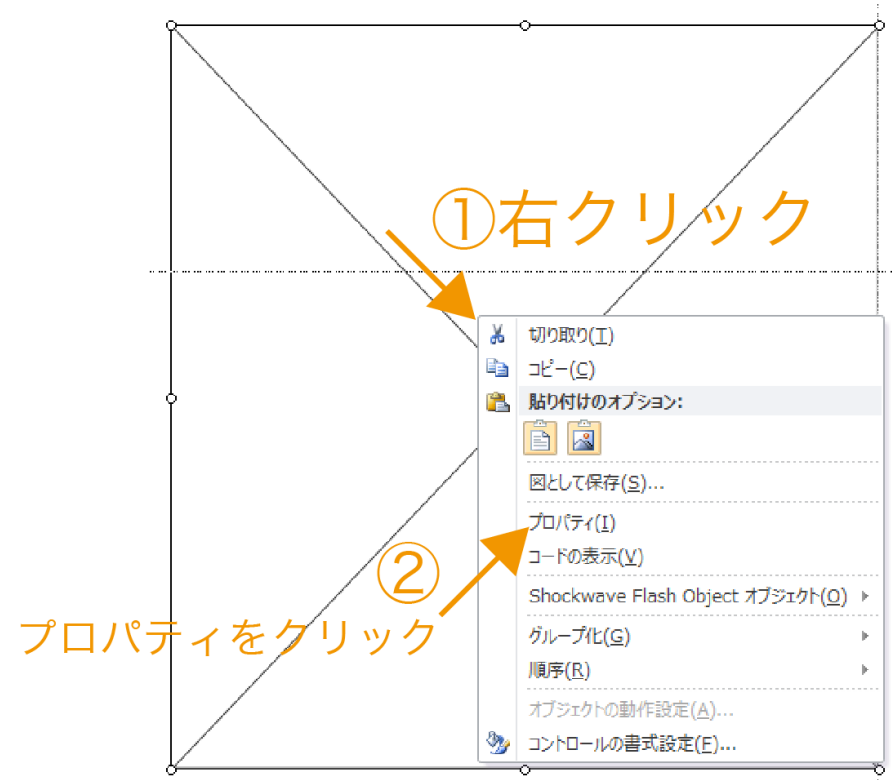 ①右クリック
切り取り(T)
コピー(C)
貼り付けのオプション:
図として保存(S)...
プロパティ(I)
コードの表示(V)
②
プロパティをクリック
Shockwave Flash Object オブジェクト(O)
グループ化(G)
順序(R)
オブジェクトの動作設定(A)...
コントロールの書式設定(F)...